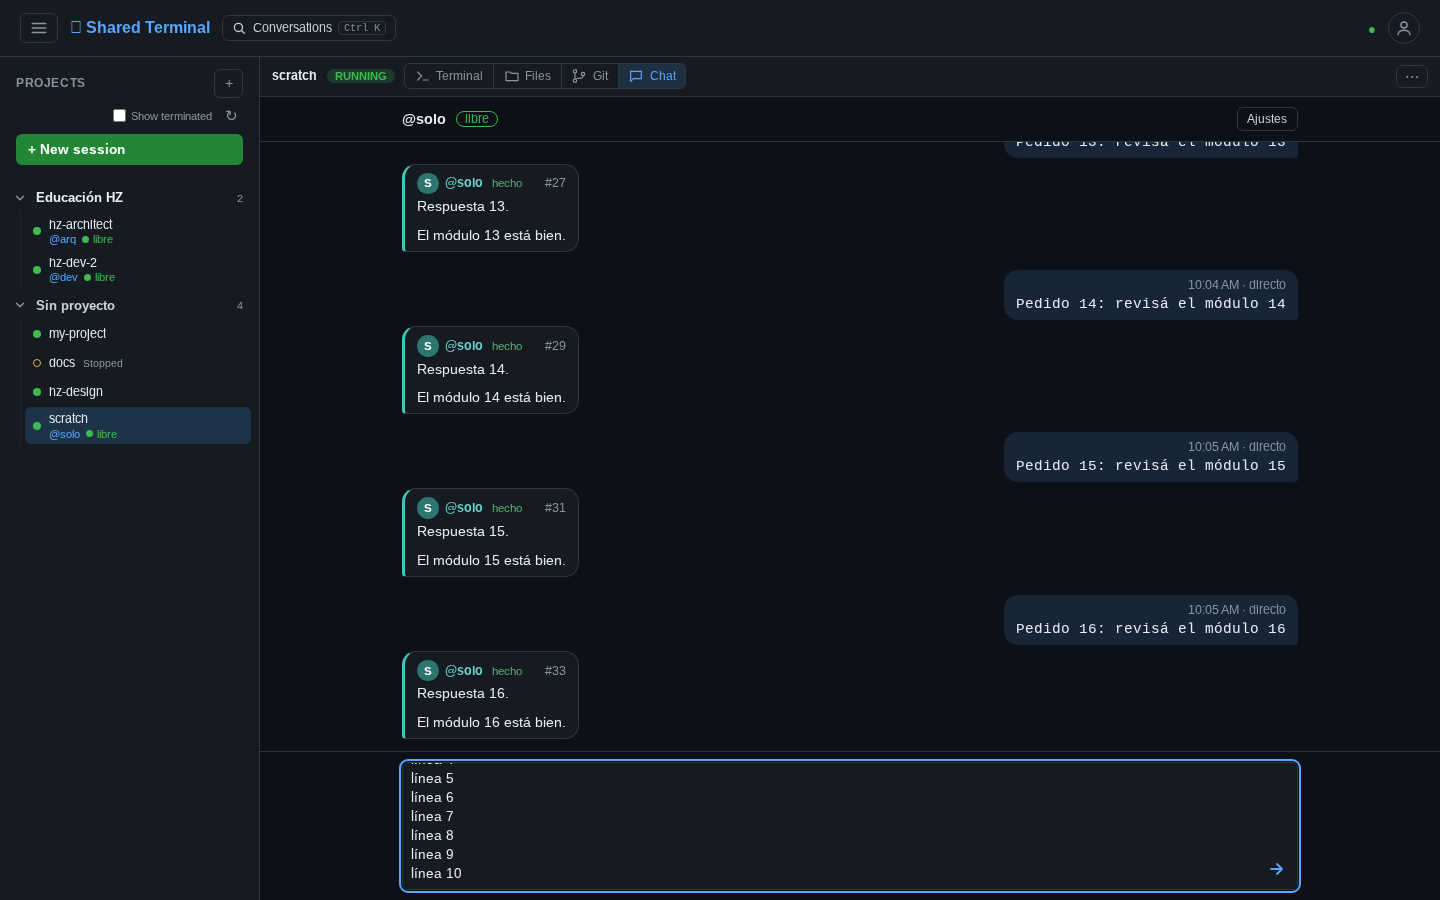 Shared Terminal
Conversations Ctrl K
PROJECTS
+
Show terminated
+ New session
Educación HZ 2
hz-architect
@arq libre
hz-dev-2
@dev libre
Sin proyecto 4
my-project
docs Stopped
hz-design
scratch
@solo libre
scratch RUNNING Terminal Files Git Chat
@solo libre Ajustes
Pedido 13: revisá el módulo 13
S @solo hecho #27
Respuesta 13.
El módulo 13 está bien.
10:04 AM · directo
Pedido 14: revisá el módulo 14
S @solo hecho #29
Respuesta 14.
El módulo 14 está bien.
10:05 AM · directo
Pedido 15: revisá el módulo 15
S @solo hecho #31
Respuesta 15.
El módulo 15 está bien.
10:05 AM · directo
Pedido 16: revisá el módulo 16
S @solo hecho #33
Respuesta 16.
El módulo 16 está bien.
línea 5
línea 6
línea 7
línea 8
línea 9
línea 10